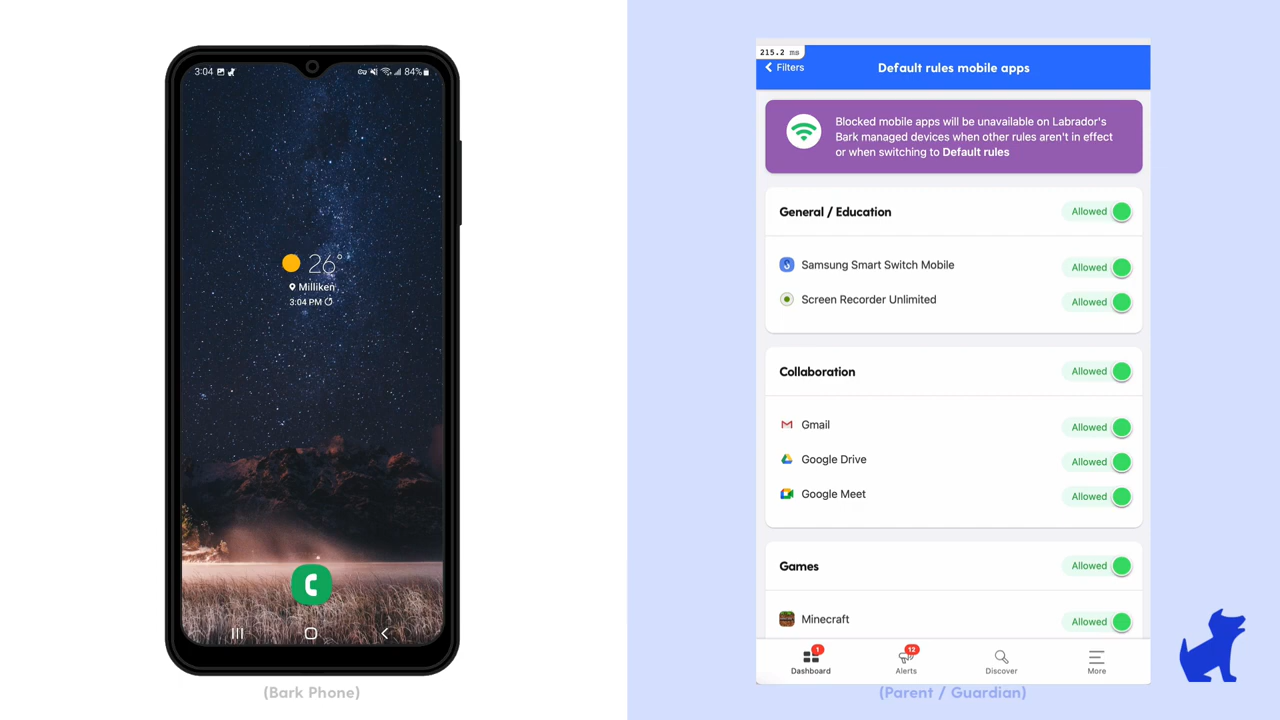 3:04
84%
26°
Milliken
3:04 PM
(Bark Phone)
215.2 ms
Filters
Default rules mobile apps
Blocked mobile apps will be unavailable on Labrador's
Bark managed devices when other rules aren't in effect
or when switching to Default rules
General / Education
Allowed
Samsung Smart Switch Mobile
Allowed
Screen Recorder Unlimited
Allowed
Collaboration
Allowed
Gmail
Allowed
Google Drive
Allowed
Google Meet
Allowed
Games
Allowed
Minecraft
Allowed
1
12
Dashboard
Alerts
Discover
More
(Parent / Guardian)